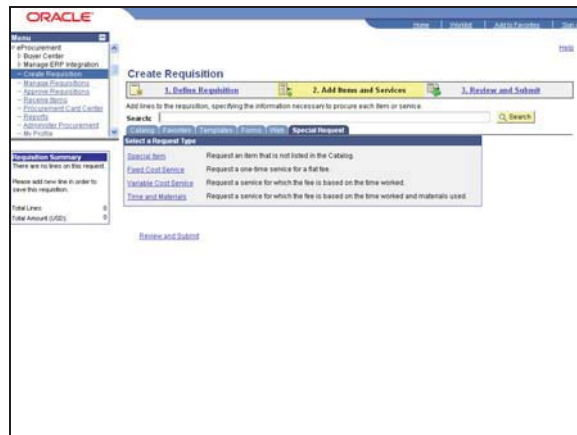 ORACLE
Home Worklist Add to Favorites Sign
Menu
eProcurement
Buyer Center
Manage ERP Integration
Create Requisition
Manage Requisitions
Approve Requisitions
Receive Items
Procurement Card Center
Reports
Administer Procurement
My Profile
Requisition Summary
There are no lines on this request.
Please add new line in order to save this requisition.
Total Lines: 0
Total Amount (USD): 0
Help
Create Requisition
1. Define Requisition 2. Add Items and Services 3. Review and Submit
Add lines to the requisition, specifying the information necessary to procure each item or service.
Search: Search
Catalog Favorites Templates Forms Web Special Request
Select a Request Type
Special Item Request an item that is not listed in the Catalog.
Fixed Cost Service Request a one-time service for a flat fee.
Variable Cost Service Request a service for which the fee is based on the time worked.
Time and Materials Request a service for which the fee is based on the time worked and materials used.
Review and Submit